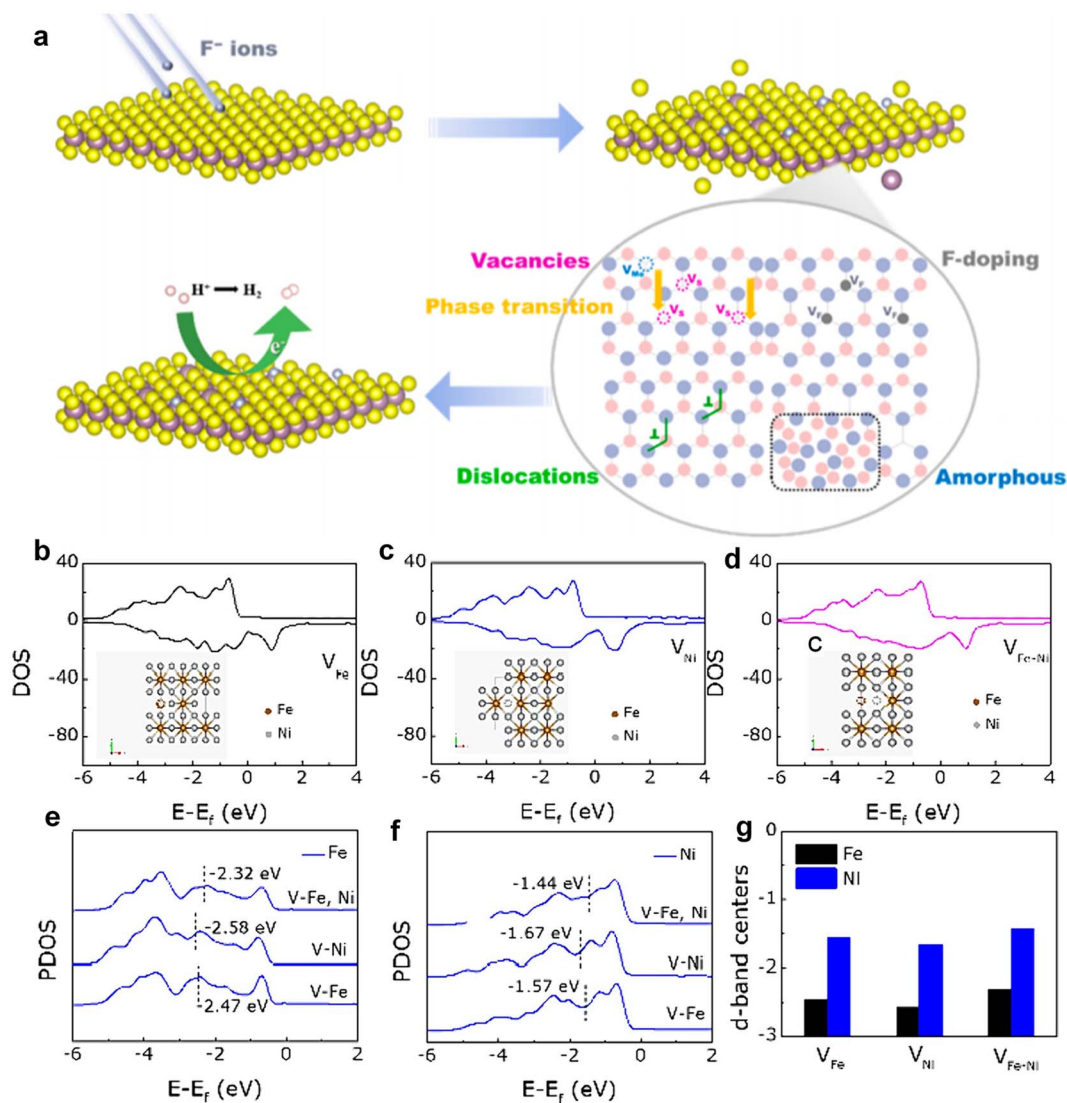 a
F⁻ ions
Vacancies
F-doping
Phase transition
V_Mo
V_S
V_S
V_S
V_F
V_F
V_F
H⁺ → H₂
e⁻
⊥
⊥
Dislocations
Amorphous
b
DOS
40
0
-40
-80
V_Fe
Fe
Ni
-6 -4 -2 0 2 4
E-E_f (eV)
c
DOS
40
0
-40
-80
V_Ni
Fe
Ni
-6 -4 -2 0 2 4
E-E_f (eV)
d
DOS
40
0
-40
-80
C
V_Fe-Ni
Fe
Ni
-6 -4 -2 0 2 4
E-E_f (eV)
e
PDOS
Fe
-2.32 eV
V-Fe, Ni
-2.58 eV
V-Ni
V-Fe
-2.47 eV
-6 -4 -2 0 2
E-E_f (eV)
f
PDOS
Ni
-1.44 eV
V-Fe, Ni
-1.67 eV
V-Ni
-1.57 eV
V-Fe
-6 -4 -2 0 2
E-E_f (eV)
g
d-band centers
0
-1
-2
-3
Fe
NI
V_Fe V_NI V_Fe-NI